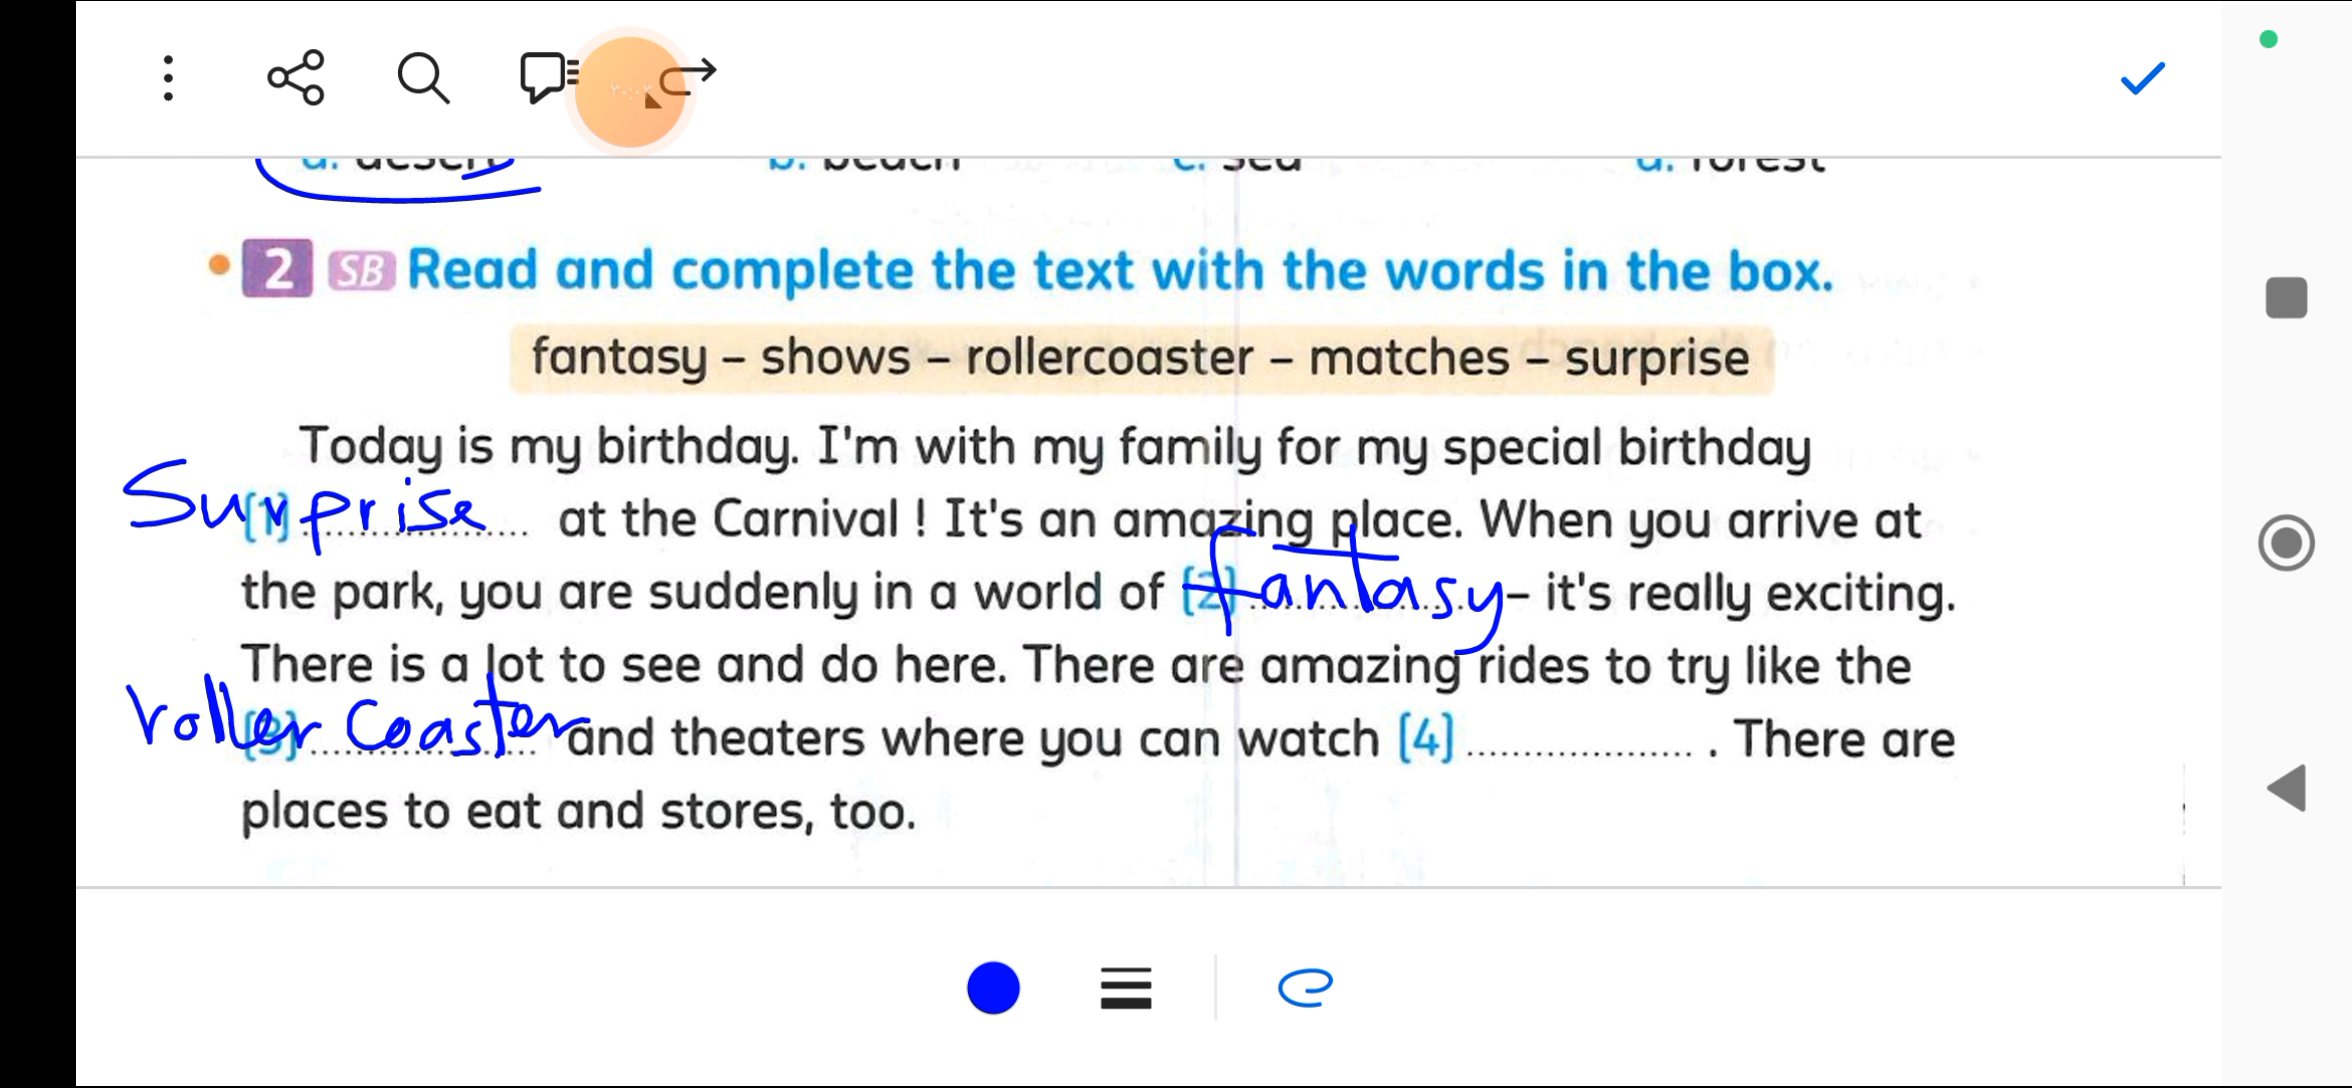 a. desert b. beach c. sea d. forest
2 SB Read and complete the text with the words in the box.
fantasy – shows – rollercoaster – matches – surprise
Today is my birthday. I'm with my family for my special birthday
(1) Surprise at the Carnival ! It's an amazing place. When you arrive at
the park, you are suddenly in a world of (2) fantasy – it's really exciting.
There is a lot to see and do here. There are amazing rides to try like the
(3) roller coaster and theaters where you can watch (4) .................... . There are
places to eat and stores, too.